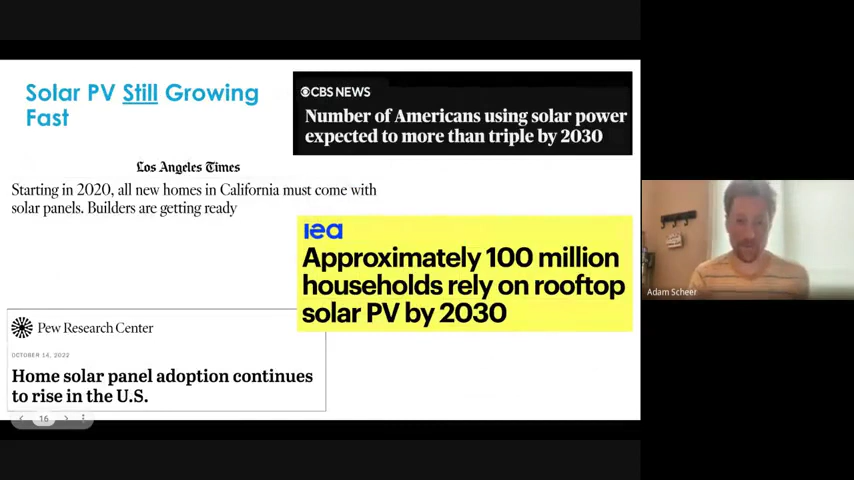 Solar PV Still Growing
Fast
CBS NEWS
Number of Americans using solar power
expected to more than triple by 2030
Los Angeles Times
Starting in 2020, all new homes in California must come with
solar panels. Builders are getting ready
iea
Approximately 100 million
households rely on rooftop
solar PV by 2030
Pew Research Center
OCTOBER 14, 2022
Home solar panel adoption continues
to rise in the U.S.
16
Adam Scheer